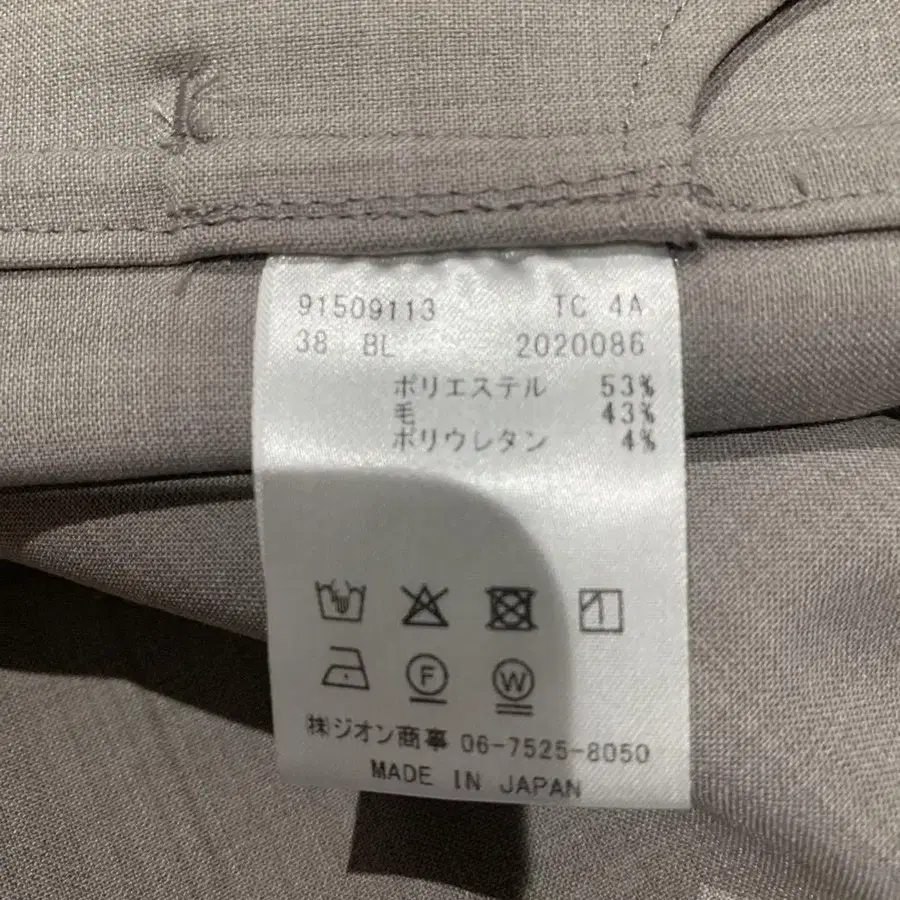 91509113 TC 4A
38 BL 2020086
ポリエステル 53%
毛 43%
ポリウレタン 4%
F W
㈱ジオン商事 06-7525-8050
MADE IN JAPAN